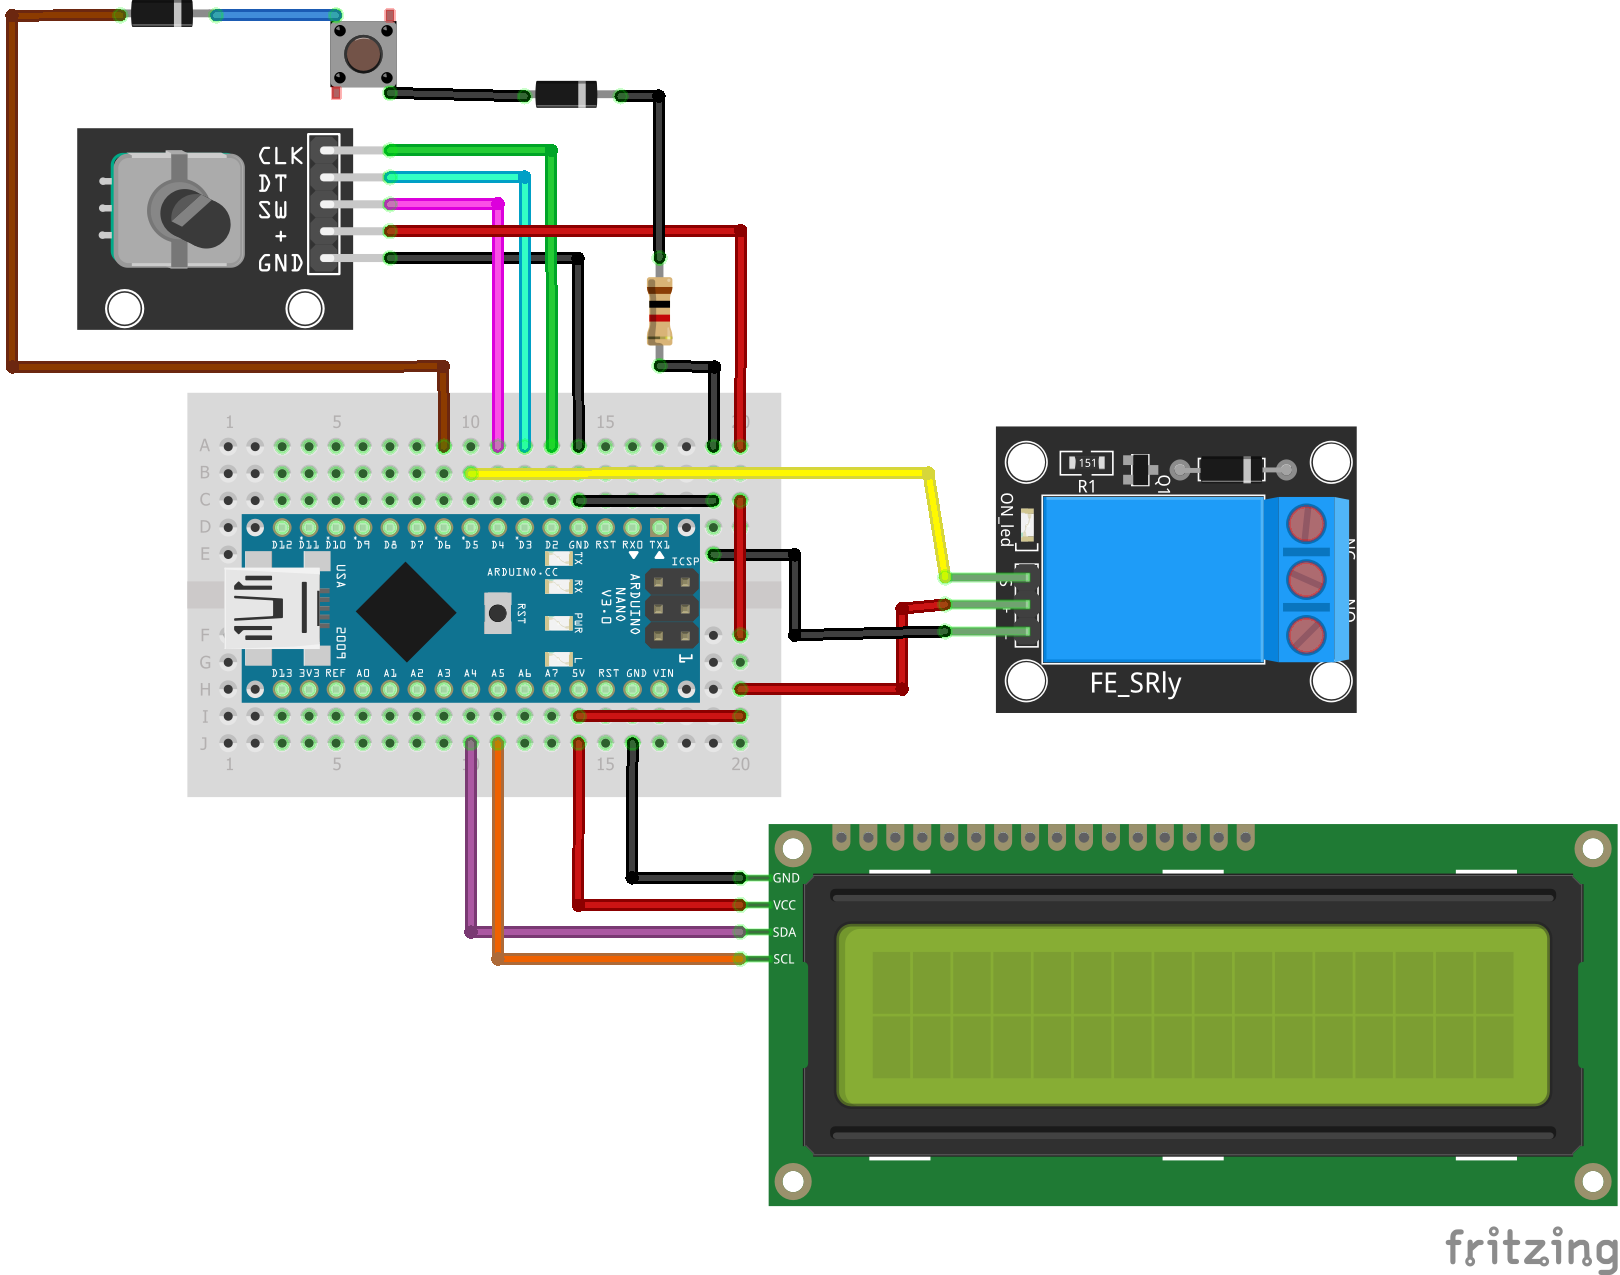 CLK
DT
SW
+
GND
1 5 10 15 20
A
B
C
D
E
F
G
H
I
J
D12 D11 D10 D9 D8 D7 D6 D5 D4 D3 D2 GND RST RX0 TX1
ICSP
ARDUINO.CC
TX
RX
PWR
L
RST
ARDUINO
NANO
V3.0
USA
2009
1
D13 3V3 REF A0 A1 A2 A3 A4 A5 A6 A7 5V RST GND VIN
1 5 10 15 20
151
R1
Q1
ON_led
S
NC
NO
FE_SRly
GND
VCC
SDA
SCL
fritzing